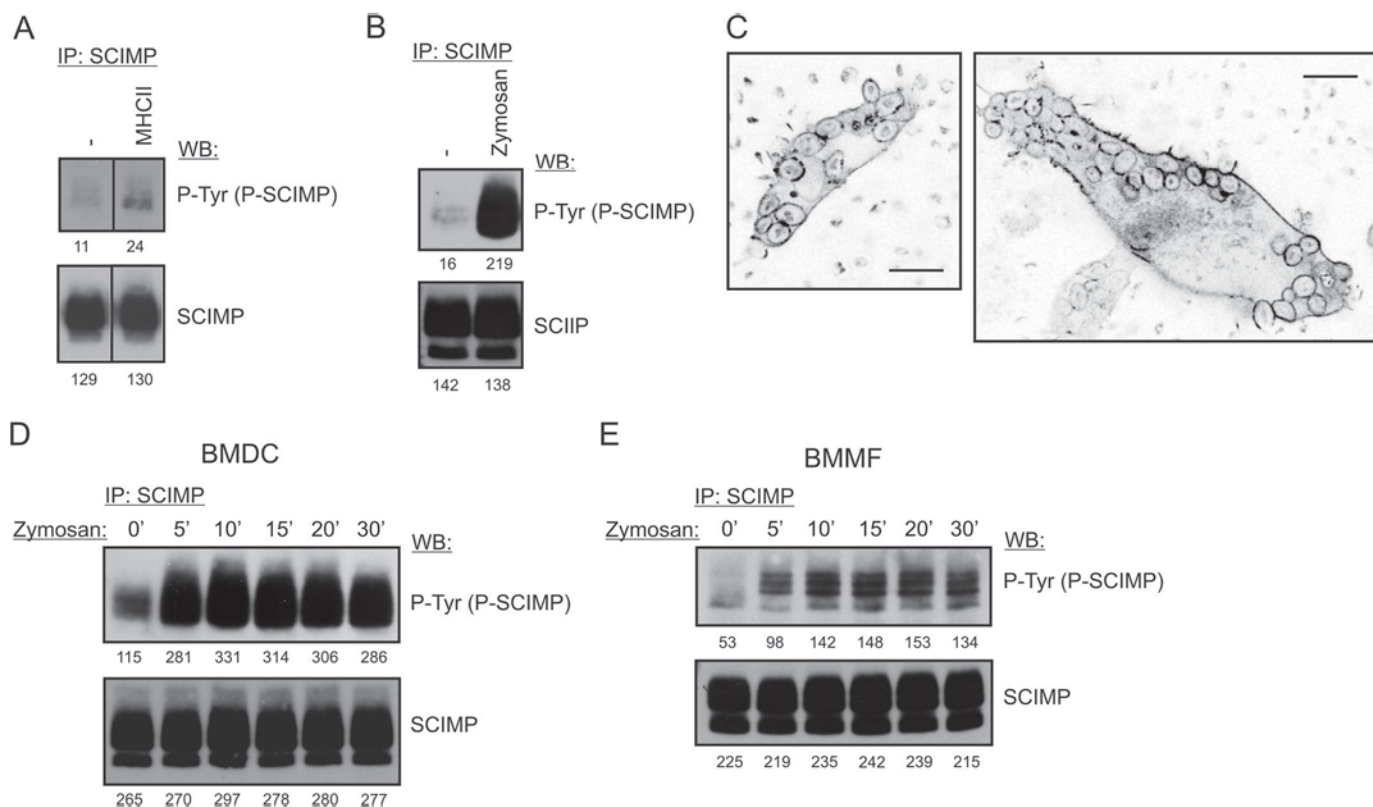 A
IP: SCIMP
- MHCII
WB:
P-Tyr (P-SCIMP)
11 24
SCIMP
129 130
B
IP: SCIMP
- Zymosan
WB:
P-Tyr (P-SCIMP)
16 219
SCIIP
142 138
C
D
BMDC
IP: SCIMP
Zymosan: 0' 5' 10' 15' 20' 30'
WB:
P-Tyr (P-SCIMP)
115 281 331 314 306 286
SCIMP
265 270 297 278 280 277
E
BMMF
IP: SCIMP
Zymosan: 0' 5' 10' 15' 20' 30'
WB:
P-Tyr (P-SCIMP)
53 98 142 148 153 134
SCIMP
225 219 235 242 239 215